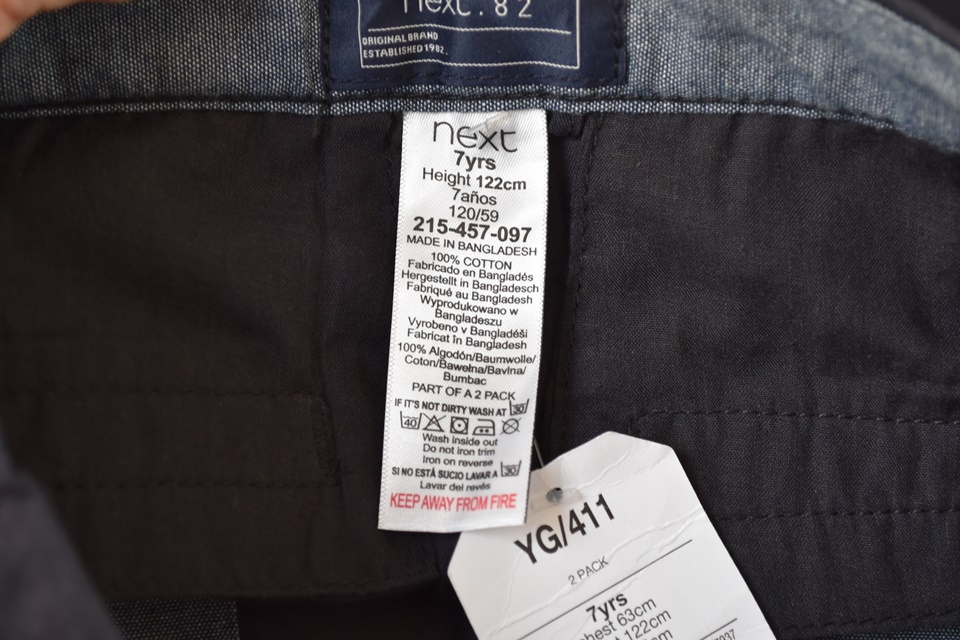 next.82
ORIGINAL BRAND
ESTABLISHED 1982.
next
7yrs
Height 122cm
7años
120/59
215-457-097
MADE IN BANGLADESH
100% COTTON
Fabricado en Bangladés
Hergestellt in Bangladesch
Fabriqué au Bangladesh
Wyprodukowano w
Bangladeszu
Vyrobeno v Bangladéši
Fabricat în Bangladesh
100% Algodón/Baumwolle/
Coton/Bawełna/Bavlna/
Bumbac
PART OF A 2 PACK
IF IT'S NOT DIRTY WASH AT 30
40
Wash inside out
Do not iron trim
Iron on reverse
SI NO ESTÁ SUCIO LAVAR A 30
Lavar del revés
KEEP AWAY FROM FIRE
YG/411
2 PACK
7yrs
chest 63cm
122cm